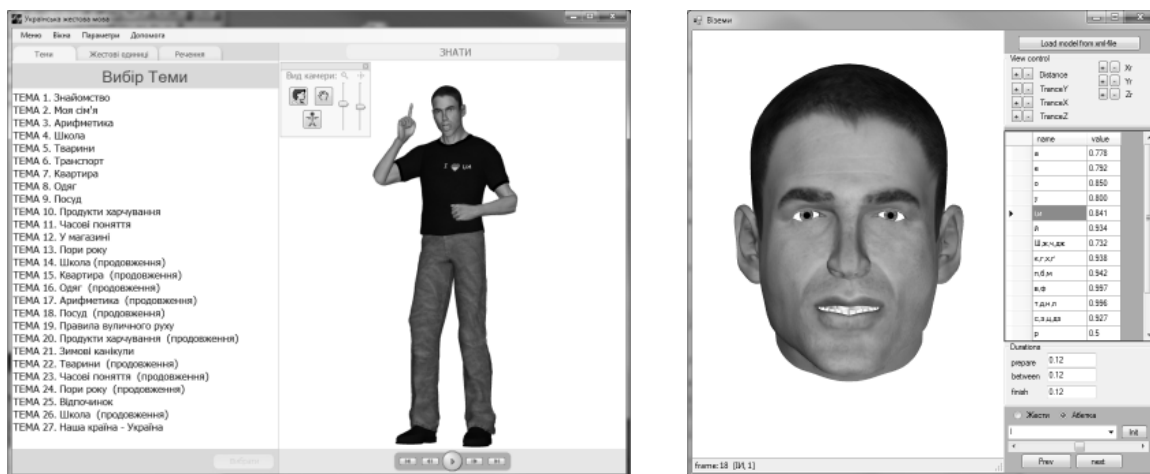 Українська жестова мова
Меню Вікна Параметри Допомога
Теми Жестові одиниці Речення
Вибір Теми
ТЕМА 1. Знайомство
ТЕМА 2. Моя сім'я
ТЕМА 3. Арифметика
ТЕМА 4. Школа
ТЕМА 5. Тварини
ТЕМА 6. Транспорт
ТЕМА 7. Квартира
ТЕМА 8. Одяг
ТЕМА 9. Посуд
ТЕМА 10. Продукти харчування
ТЕМА 11. Часові поняття
ТЕМА 12. У магазині
ТЕМА 13. Пори року
ТЕМА 14. Школа (продовження)
ТЕМА 15. Квартира (продовження)
ТЕМА 16. Одяг (продовження)
ТЕМА 17. Арифметика (продовження)
ТЕМА 18. Посуд (продовження)
ТЕМА 19. Правила вуличного руху
ТЕМА 20. Продукти харчування (продовження)
ТЕМА 21. Зимові канікули
ТЕМА 22. Тварини (продовження)
ТЕМА 23. Часові поняття (продовження)
ТЕМА 24. Пори року (продовження)
ТЕМА 25. Відпочинок
ТЕМА 26. Школа (продовження)
ТЕМА 27. Наша країна - Україна
Вибрати
ЗНАТИ
Вид камери:
Віземи
Load model from xml-file
View control
+ - Distance
+ - TranceY
+ - TranceX
+ - TranceZ
+ - Xr
+ - Yr
+ - Zr
name value
а 0.778
е 0.792
о 0.850
у 0.800
і,и 0.841
й 0.934
Ш,ж,ч,дж 0.732
к,г,х,ґ 0.938
п,б,м 0.942
в,ф 0.997
т,д,н,л 0.996
с,з,ц,дз 0.927
р 0.5
Durations
prepare 0.12
between 0.12
finish 0.12
Жести Абетка
І Init
Prev next
frame: 18 [ІИ, 1]